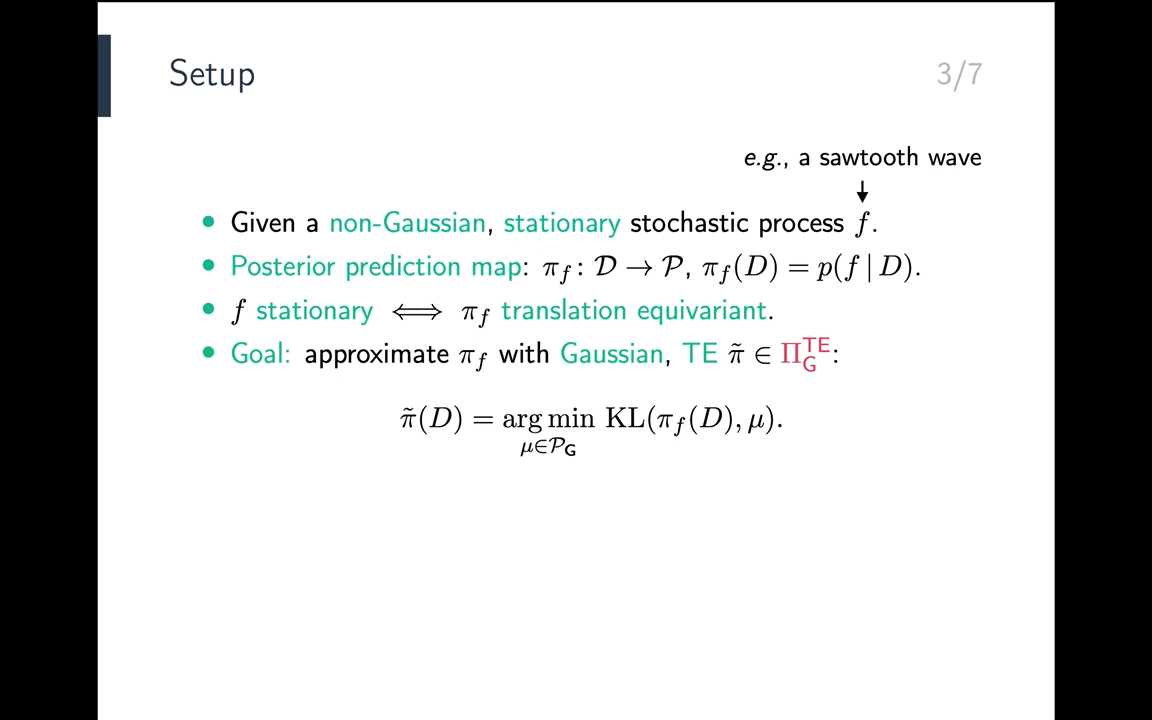 Setup
3/7
e.g., a sawtooth wave
↓
• Given a non-Gaussian, stationary stochastic process f.
• Posterior prediction map: π_f : 𝒟 → 𝒫, π_f(D) = p(f | D).
• f stationary ⟺ π_f translation equivariant.
• Goal: approximate π_f with Gaussian, TE π̃ ∈ Π_G^TE:
π̃(D) = arg min KL(π_f(D), μ).
μ∈𝒫_G